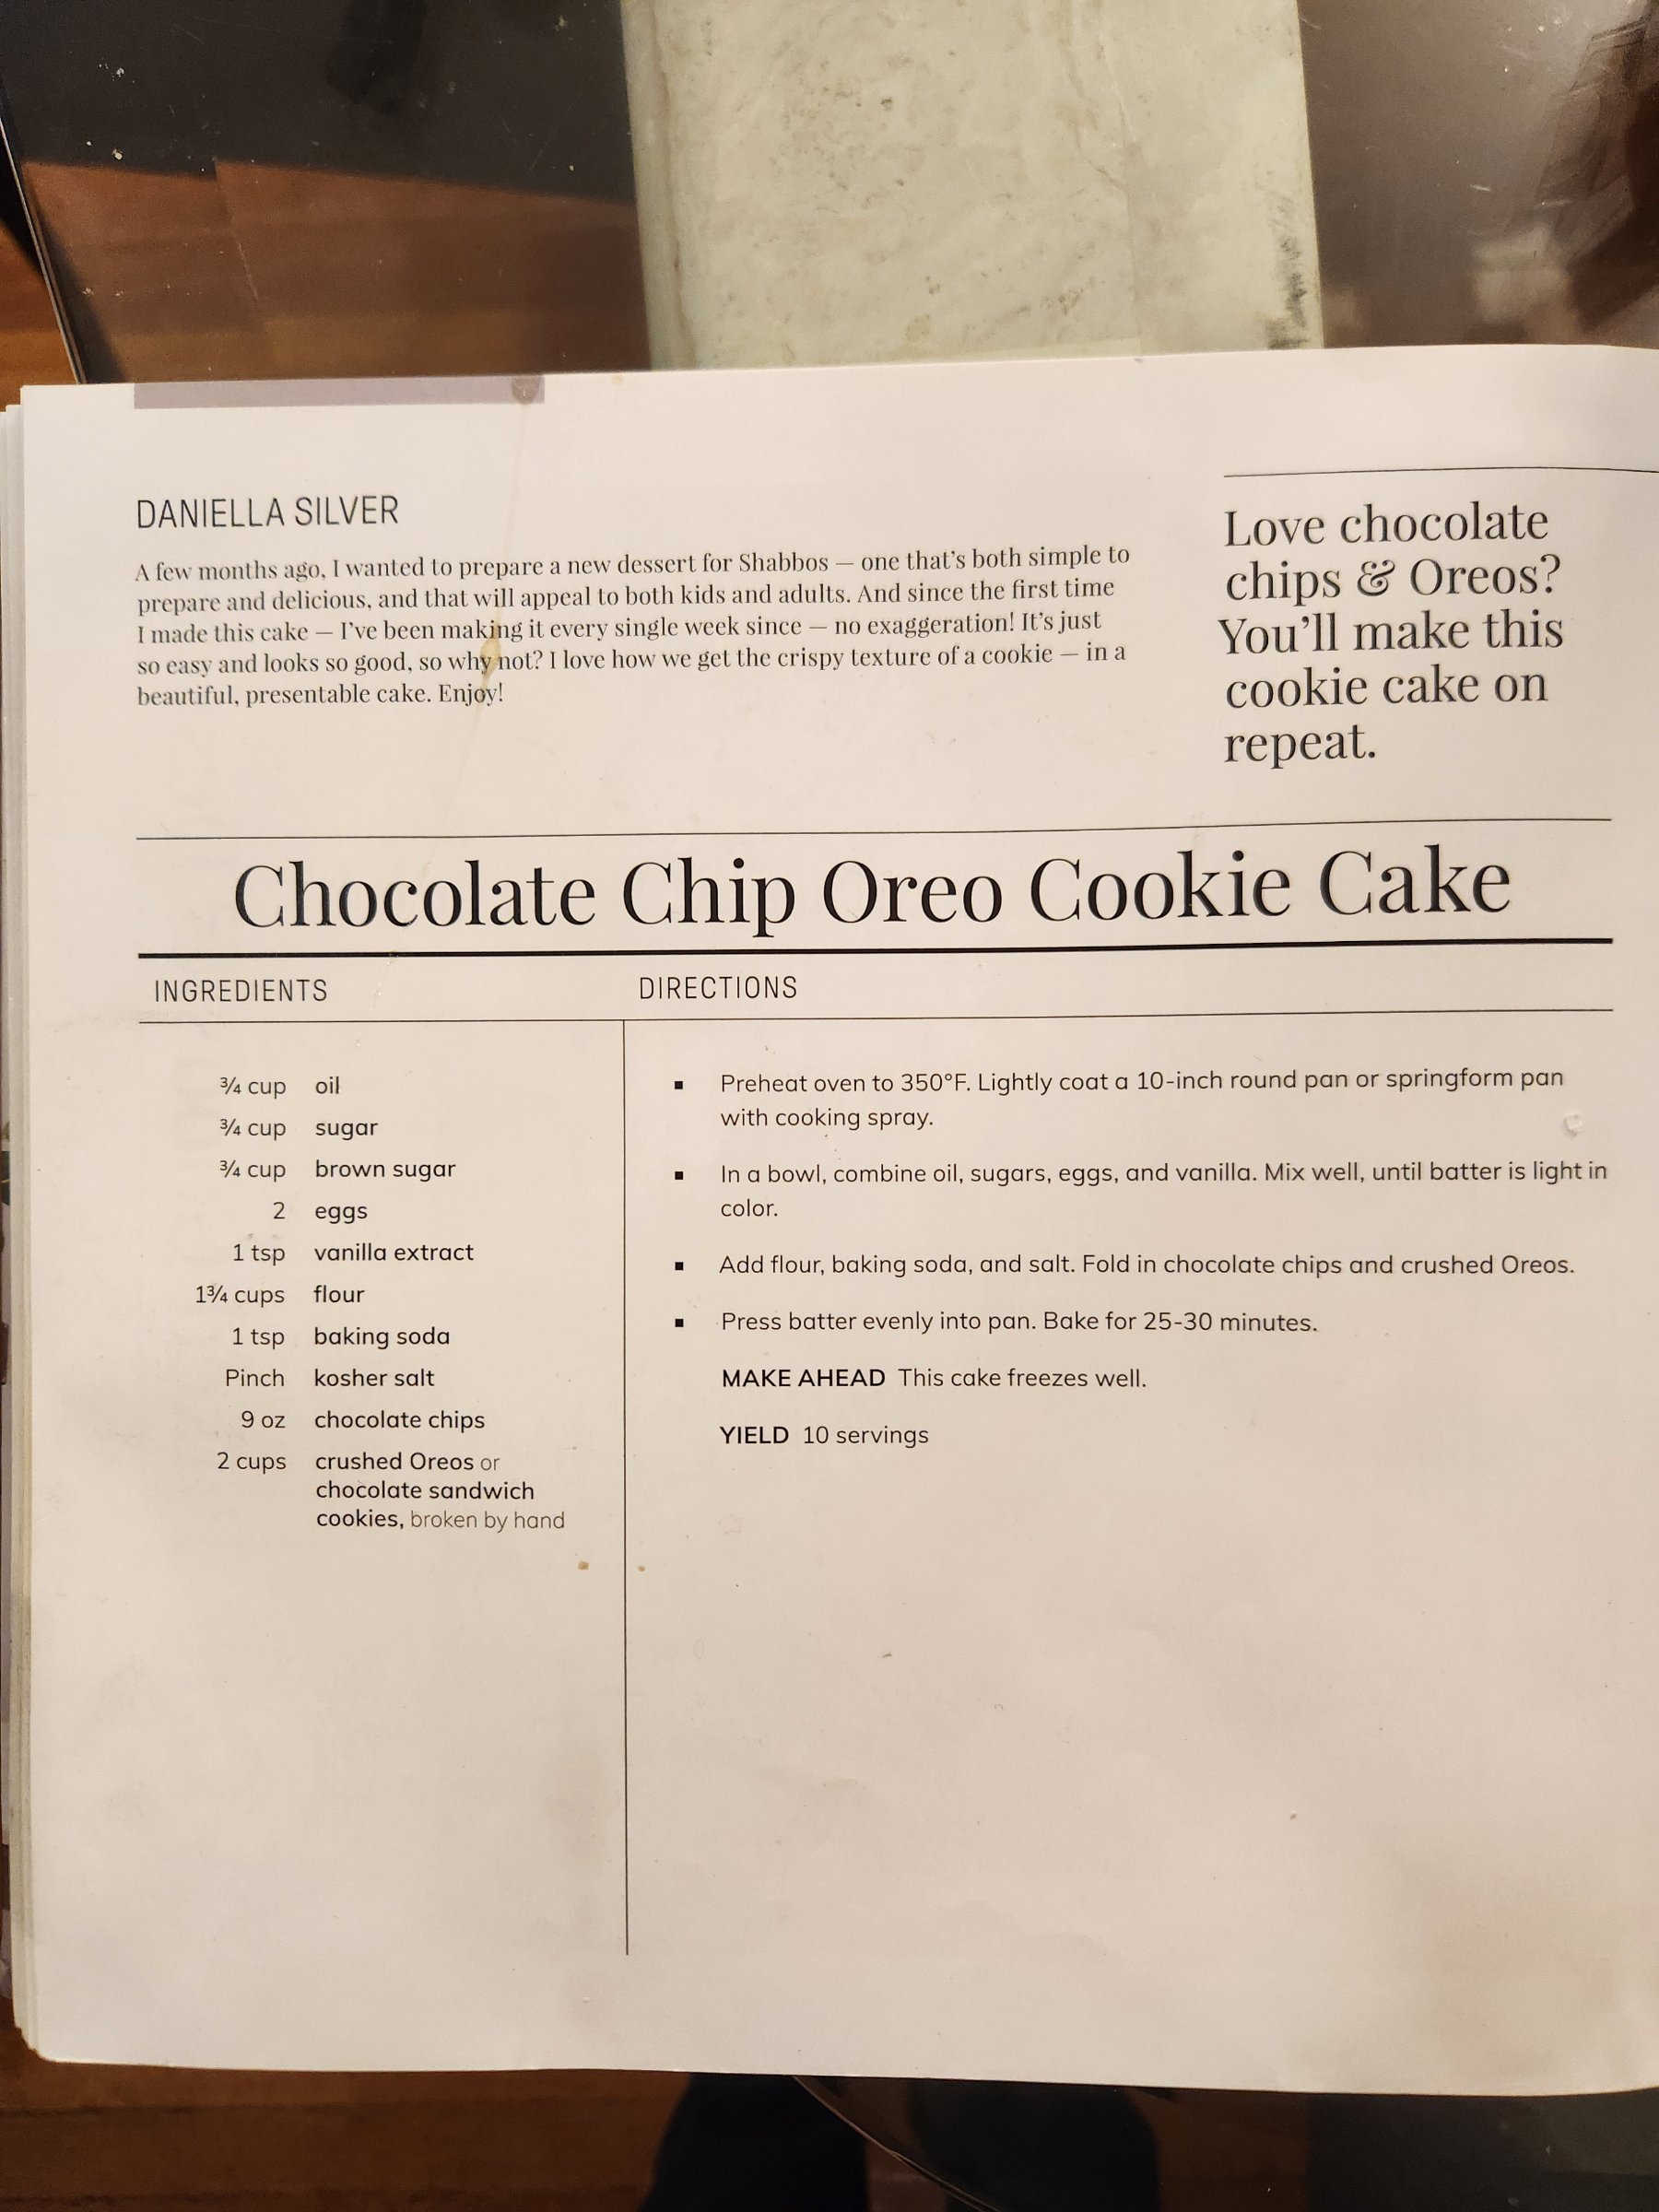 DANIELLA SILVER
A few months ago, I wanted to prepare a new dessert for Shabbos — one that’s both simple to
prepare and delicious, and that will appeal to both kids and adults. And since the first time
I made this cake — I’ve been making it every single week since — no exaggeration! It’s just
so easy and looks so good, so why not? I love how we get the crispy texture of a cookie — in a
beautiful, presentable cake. Enjoy!
Love chocolate
chips & Oreos?
You’ll make this
cookie cake on
repeat.
Chocolate Chip Oreo Cookie Cake
INGREDIENTS
¾ cup oil
¾ cup sugar
¾ cup brown sugar
2 eggs
1 tsp vanilla extract
1¾ cups flour
1 tsp baking soda
Pinch kosher salt
9 oz chocolate chips
2 cups crushed Oreos or
chocolate sandwich
cookies, broken by hand
DIRECTIONS
▪ Preheat oven to 350°F. Lightly coat a 10-inch round pan or springform pan
with cooking spray.
▪ In a bowl, combine oil, sugars, eggs, and vanilla. Mix well, until batter is light in
color.
▪ Add flour, baking soda, and salt. Fold in chocolate chips and crushed Oreos.
▪ Press batter evenly into pan. Bake for 25-30 minutes.
MAKE AHEAD This cake freezes well.
YIELD 10 servings